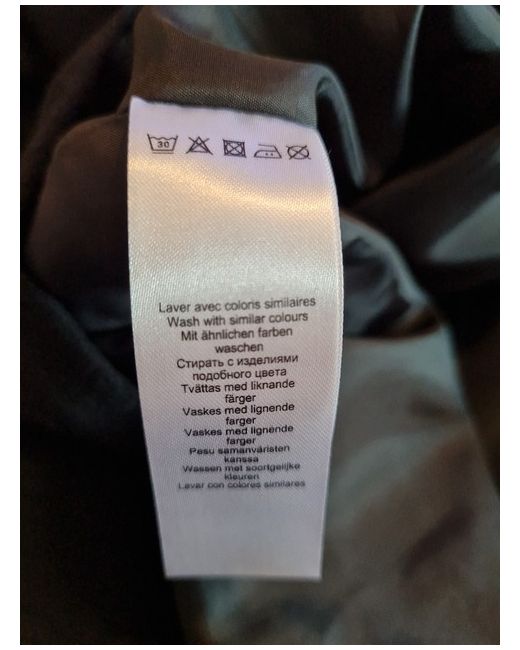 30
Laver avec coloris similaires
Wash with similar colours
Mit ähnlichen farben
waschen
Стирать с изделиями
подобного цвета
Tvättas med liknande
färger
Vaskes med lignende
farger
Vaskes med lignende
farger
Pesu samanväristen
kanssa
Wassen met soortgelijke
kleuren
Lavar con colores similares